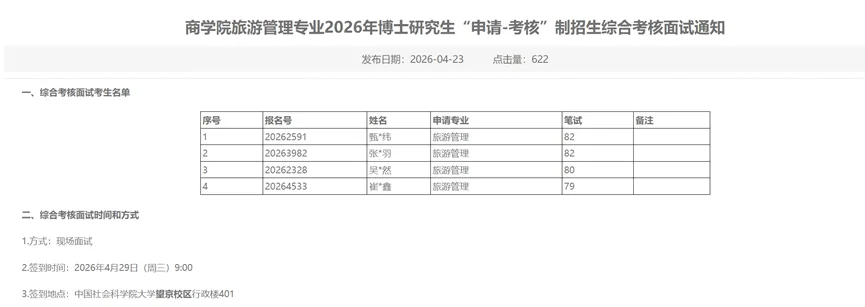 商学院旅游管理专业2026年博士研究生“申请-考核”制招生综合考核面试通知
发布日期：2026-04-23 点击量：622
一、综合考核面试考生名单
序号 报名号 姓名 申请专业 笔试 备注
1 20262591 甄*纬 旅游管理 82
2 20263982 张*羽 旅游管理 82
3 20262328 吴*然 旅游管理 80
4 20264533 崔*鑫 旅游管理 79
二、综合考核面试时间和方式
1.方式：现场面试
2.签到时间：2026年4月29日（周三）9:00
3.签到地点：中国社会科学院大学望京校区行政楼401